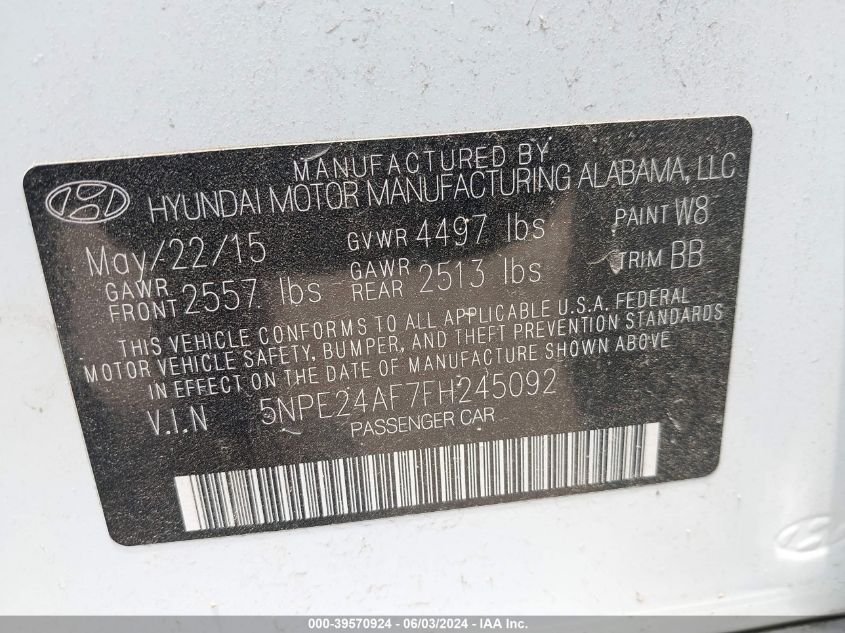 MANUFACTURED BY
HYUNDAI MOTOR MANUFACTURING ALABAMA, LLC
May/22/15 GVWR 4497 lbs PAINT W8
GAWR FRONT 2557 lbs GAWR REAR 2513 lbs TRIM BB
THIS VEHICLE CONFORMS TO ALL APPLICABLE U.S.A. FEDERAL
MOTOR VEHICLE SAFETY, BUMPER, AND THEFT PREVENTION STANDARDS
IN EFFECT ON THE DATE OF MANUFACTURE SHOWN ABOVE
V.I.N 5NPE24AF7FH245092
PASSENGER CAR
000-39570924 | 06/03/2024 | IAA Inc.